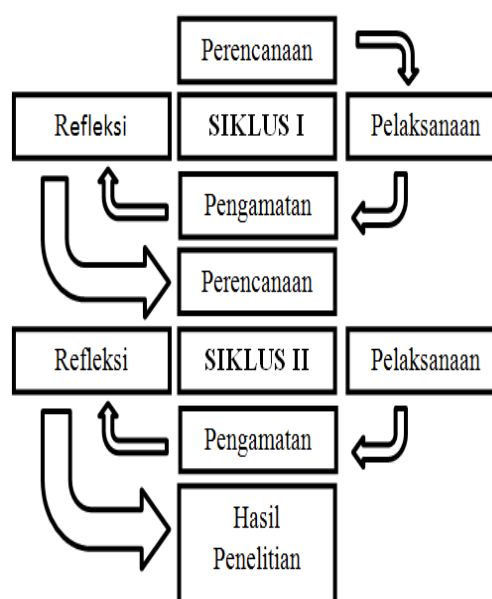 Perencanaan
Refleksi
SIKLUS I
Pelaksanaan
Pengamatan
Perencanaan
Refleksi
SIKLUS II
Pelaksanaan
Pengamatan
Hasil
Penelitian